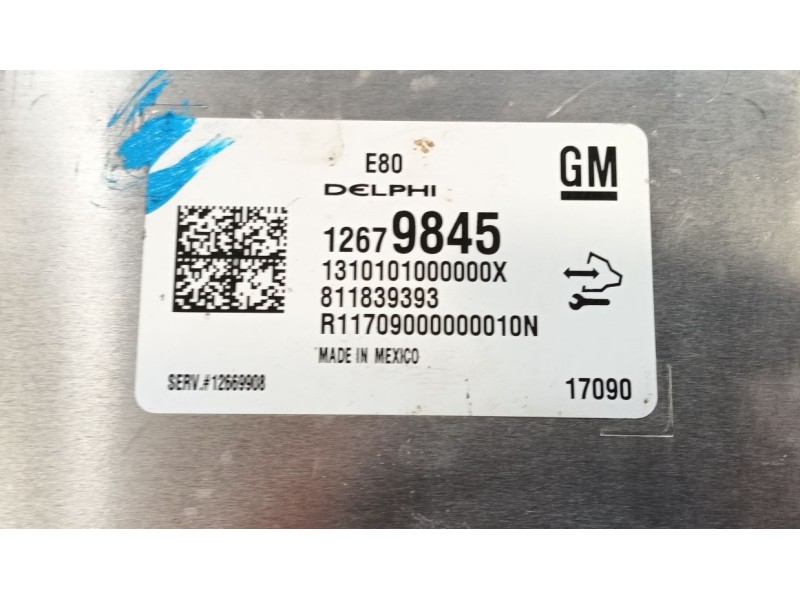 E80
GM
DELPHI
12679845
1310101000000X
811839393
R11709000000010N
MADE IN MEXICO
SERV.#12669908
17090